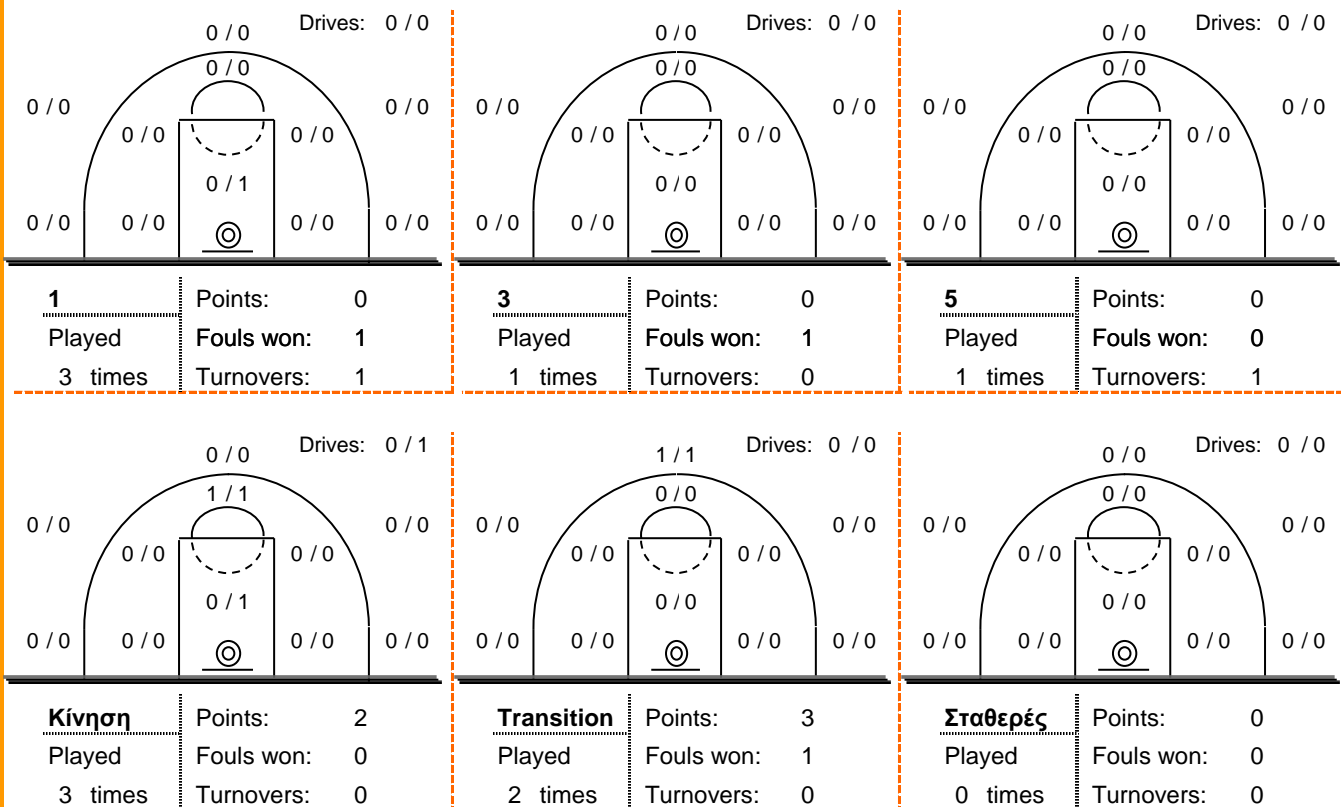 Drives: 0 / 0
0 / 0
0 / 0
0 / 0 0 / 0
0 / 0 0 / 0
0 / 1
0 / 0 0 / 0 0 / 0 0 / 0
1 Points: 0
Played Fouls won: 1
3 times Turnovers: 1
Drives: 0 / 0
0 / 0
0 / 0
0 / 0 0 / 0
0 / 0 0 / 0
0 / 0
0 / 0 0 / 0 0 / 0 0 / 0
3 Points: 0
Played Fouls won: 1
1 times Turnovers: 0
Drives: 0 / 0
0 / 0
0 / 0
0 / 0 0 / 0
0 / 0 0 / 0
0 / 0
0 / 0 0 / 0 0 / 0 0 / 0
5 Points: 0
Played Fouls won: 0
1 times Turnovers: 1
Drives: 0 / 1
0 / 0
1 / 1
0 / 0 0 / 0
0 / 0 0 / 0
0 / 1
0 / 0 0 / 0 0 / 0 0 / 0
Κίνηση Points: 2
Played Fouls won: 0
3 times Turnovers: 0
Drives: 0 / 0
1 / 1
0 / 0
0 / 0 0 / 0
0 / 0 0 / 0
0 / 0
0 / 0 0 / 0 0 / 0 0 / 0
Transition Points: 3
Played Fouls won: 1
2 times Turnovers: 0
Drives: 0 / 0
0 / 0
0 / 0
0 / 0 0 / 0
0 / 0 0 / 0
0 / 0
0 / 0 0 / 0 0 / 0 0 / 0
Σταθερές Points: 0
Played Fouls won: 0
0 times Turnovers: 0